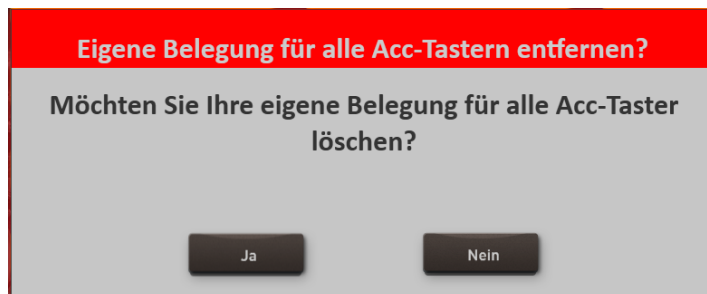 Eigene Belegung für alle Acc-Tastern entfernen?
Möchten Sie Ihre eigene Belegung für alle Acc-Taster
löschen?
Ja
Nein